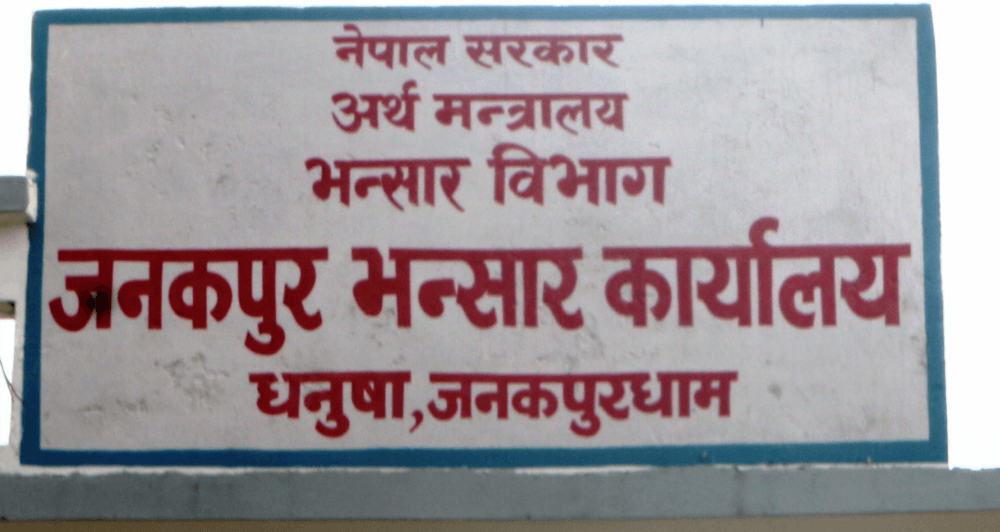 नेपाल सरकार
अर्थ मन्त्रालय
भन्सार विभाग
जनकपुर भन्सार कार्यालय
धनुषा,जनकपुरधाम